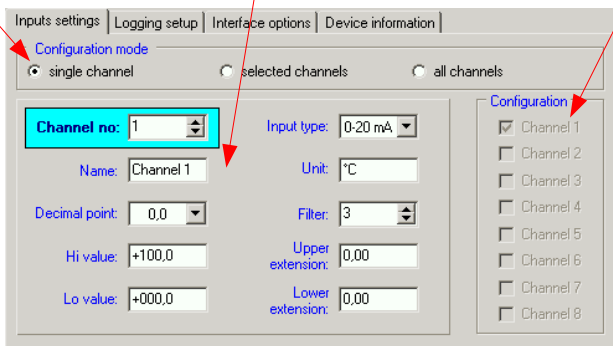 Inputs settings Logging setup Interface options Device information
Configuration mode
single channel selected channels all channels
Channel no: 1 Input type: 0-20 mA
Name: Channel 1 Unit: °C
Decimal point: 0,0 Filter: 3
Hi value: +100,0 Upper extension: 0,00
Lo value: +000,0 Lower extension: 0,00
Configuration
Channel 1
Channel 2
Channel 3
Channel 4
Channel 5
Channel 6
Channel 7
Channel 8